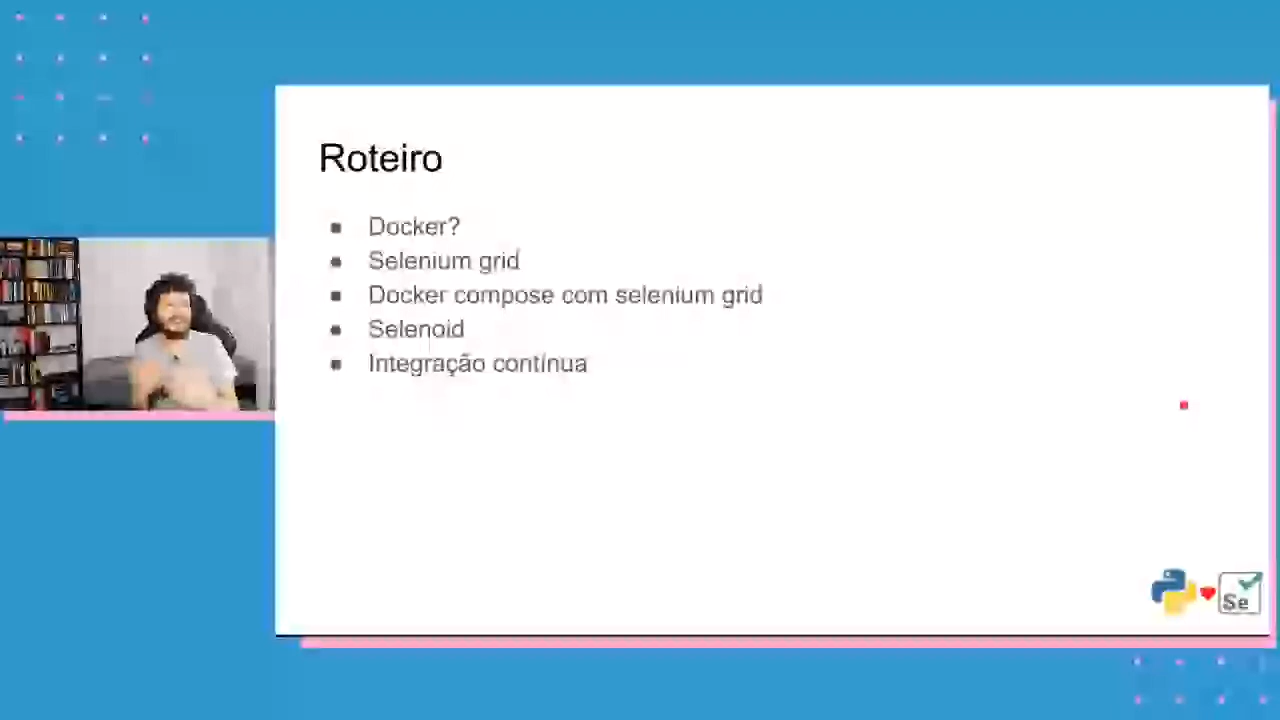 Roteiro
Docker?
Selenium grid
Docker compose com selenium grid
Selenoid
Integração contínua
Se